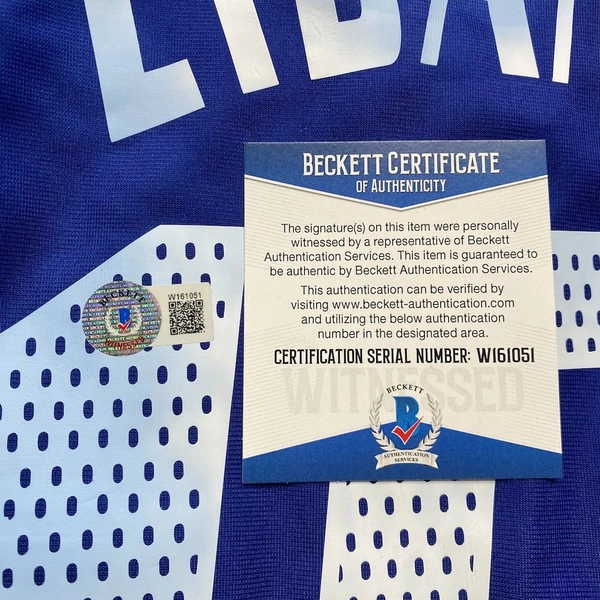 BECKETT CERTIFICATE
OF AUTHENTICITY
The signature(s) on this item were personally
witnessed by a representative of Beckett
Authentication Services. This item is guaranteed to
be authentic by Beckett Authentication Services.
This authentication can be verified by
visiting www.beckett-authentication.com
and utilizing the below authentication
number in the designated area.
CERTIFICATION SERIAL NUMBER: W161051
WITNESSED
BECKETT
B
AUTHENTICATION
SERVICES
W161051
BECKETT
B